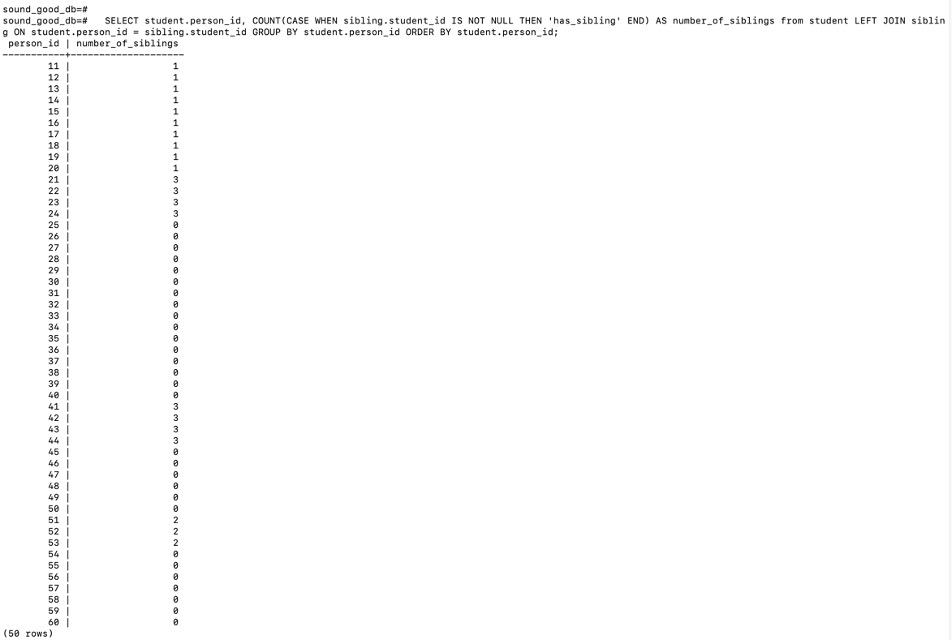 sound_good_db=#
sound_good_db=#   SELECT student.person_id, COUNT(CASE WHEN sibling.student_id IS NOT NULL THEN 'has_sibling' END) AS number_of_siblings from student LEFT JOIN siblin
g ON student.person_id = sibling.student_id GROUP BY student.person_id ORDER BY student.person_id;
 person_id | number_of_siblings
-----------+--------------------
        11 |                  1
        12 |                  1
        13 |                  1
        14 |                  1
        15 |                  1
        16 |                  1
        17 |                  1
        18 |                  1
        19 |                  1
        20 |                  1
        21 |                  3
        22 |                  3
        23 |                  3
        24 |                  3
        25 |                  0
        26 |                  0
        27 |                  0
        28 |                  0
        29 |                  0
        30 |                  0
        31 |                  0
        32 |                  0
        33 |                  0
        34 |                  0
        35 |                  0
        36 |                  0
        37 |                  0
        38 |                  0
        39 |                  0
        40 |                  0
        41 |                  3
        42 |                  3
        43 |                  3
        44 |                  3
        45 |                  0
        46 |                  0
        47 |                  0
        48 |                  0
        49 |                  0
        50 |                  0
        51 |                  2
        52 |                  2
        53 |                  2
        54 |                  0
        55 |                  0
        56 |                  0
        57 |                  0
        58 |                  0
        59 |                  0
        60 |                  0
(50 rows)